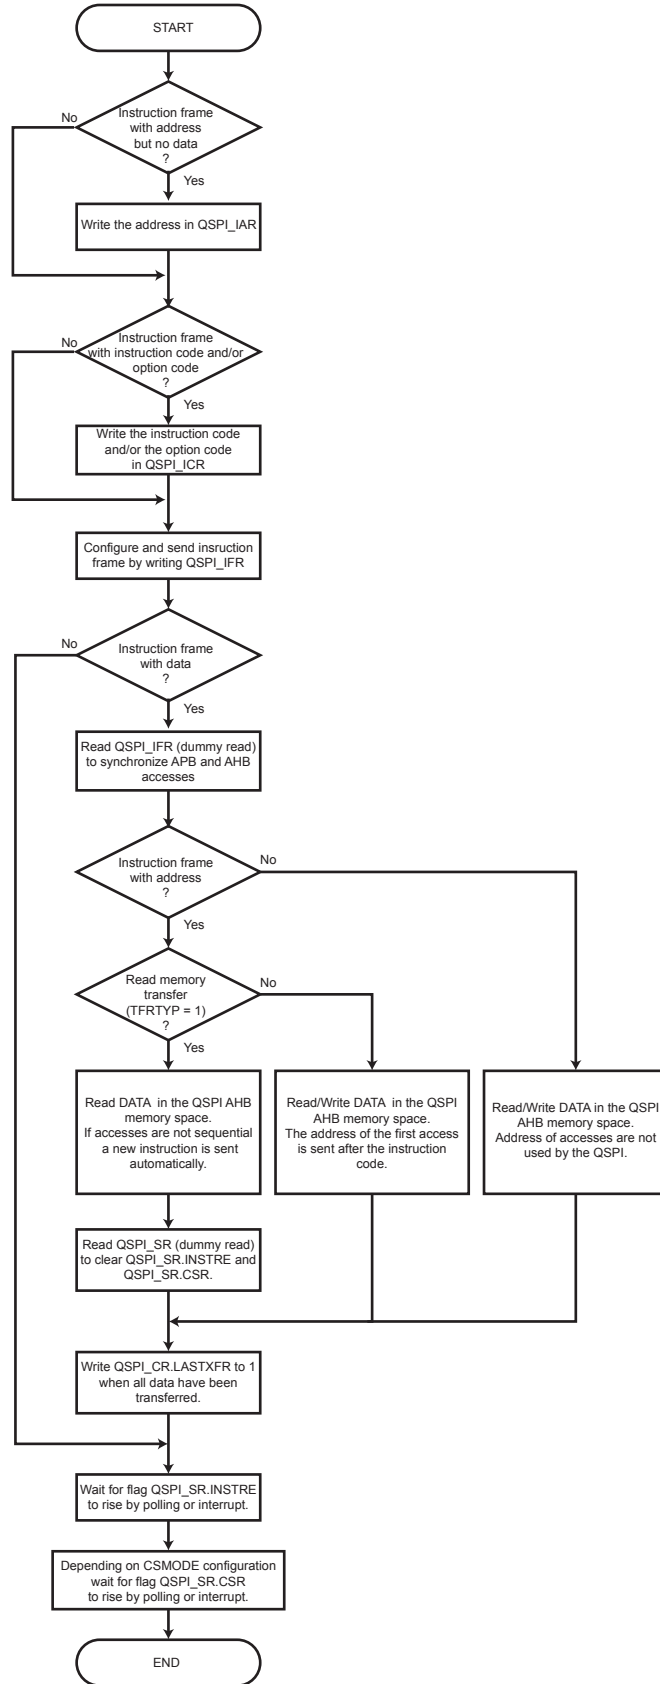 START
No
Instruction frame
with address
but no data
?
Yes
Write the address in QSPI_IAR
No
Instruction frame
with instruction code and/or
option code
?
Yes
Write the instruction code
and/or the option code
in QSPI_ICR
Configure and send insruction
frame by writing QSPI_IFR
No
Instruction frame
with data
?
Yes
Read QSPI_IFR (dummy read)
to synchronize APB and AHB
accesses
Instruction frame
with address
?
No
Yes
Read memory
transfer
(TFRTYP = 1)
?
No
Yes
Read DATA in the QSPI AHB
memory space.
If accesses are not sequential
a new instruction is sent
automatically.
Read/Write DATA in the QSPI
AHB memory space.
The address of the first access
is sent after the instruction
code.
Read/Write DATA in the QSPI
AHB memory space.
Address of accesses are not
used by the QSPI.
Read QSPI_SR (dummy read)
to clear QSPI_SR.INSTRE and
QSPI_SR.CSR.
Write QSPI_CR.LASTXFR to 1
when all data have been
transferred.
Wait for flag QSPI_SR.INSTRE
to rise by polling or interrupt.
Depending on CSMODE configuration
wait for flag QSPI_SR.CSR
to rise by polling or interrupt.
END